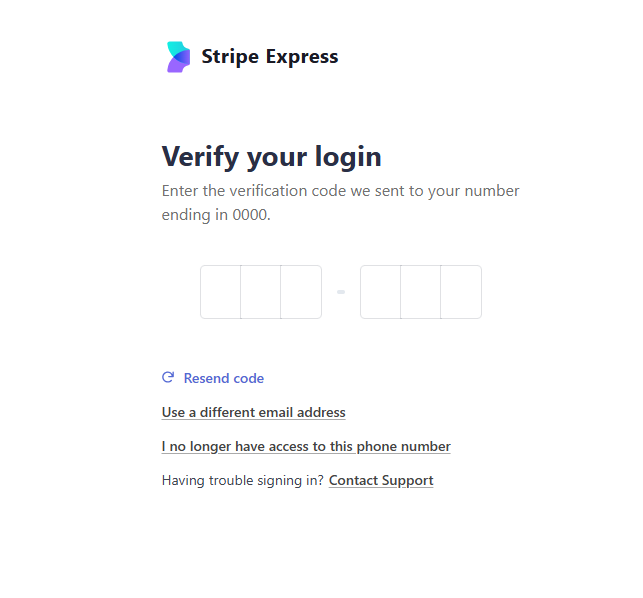 Stripe Express
Verify your login
Enter the verification code we sent to your number
ending in 0000.
Resend code
Use a different email address
I no longer have access to this phone number
Having trouble signing in? Contact Support